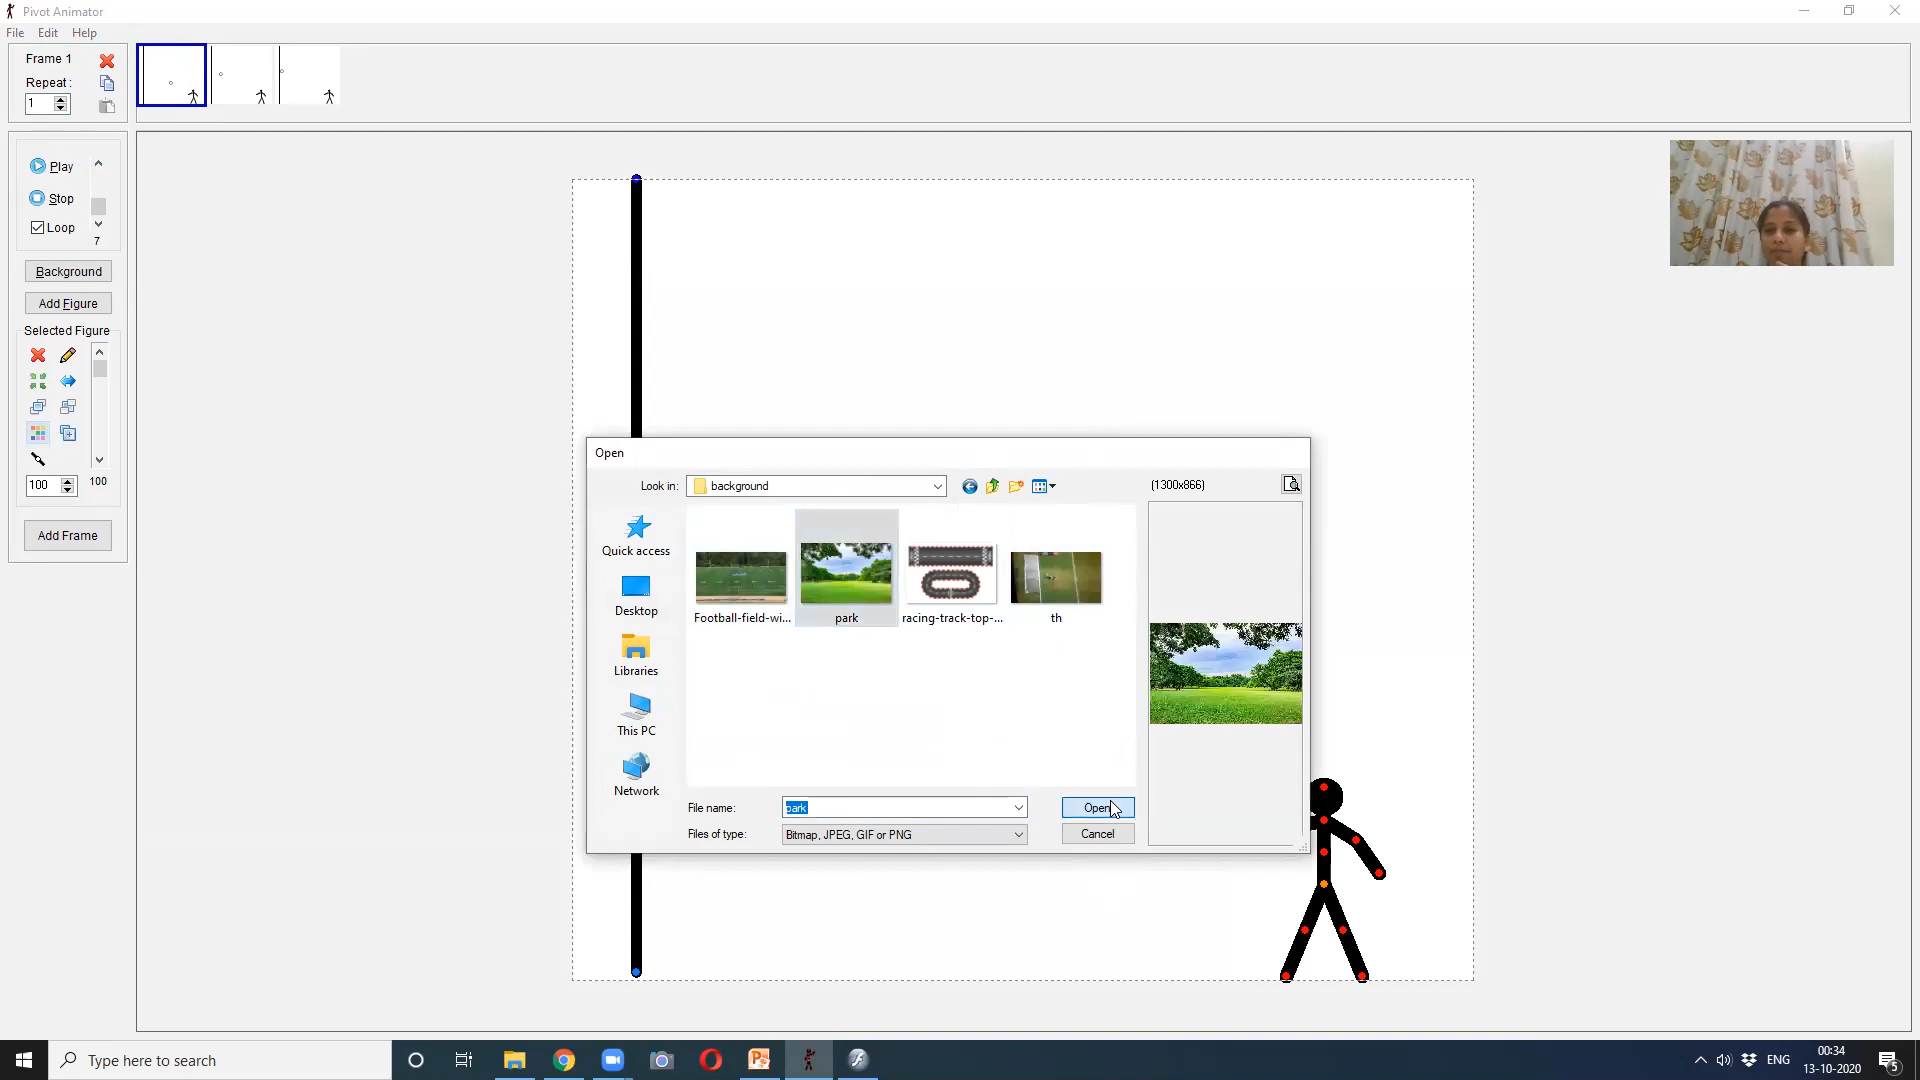 Pivot Animator
File Edit Help
Frame 1
Repeat :
1
Play
Stop
Loop
7
Background
Add Figure
Selected Figure
100
100
Add Frame
Open
Look in:
background
(1300x866)
Quick access
Desktop
Libraries
This PC
Network
Football-field-wi...
park
racing-track-top-...
th
File name:
park
Open
Files of type:
Bitmap, JPEG, GIF or PNG
Cancel
Type here to search
ENG
00:34
13-10-2020
5